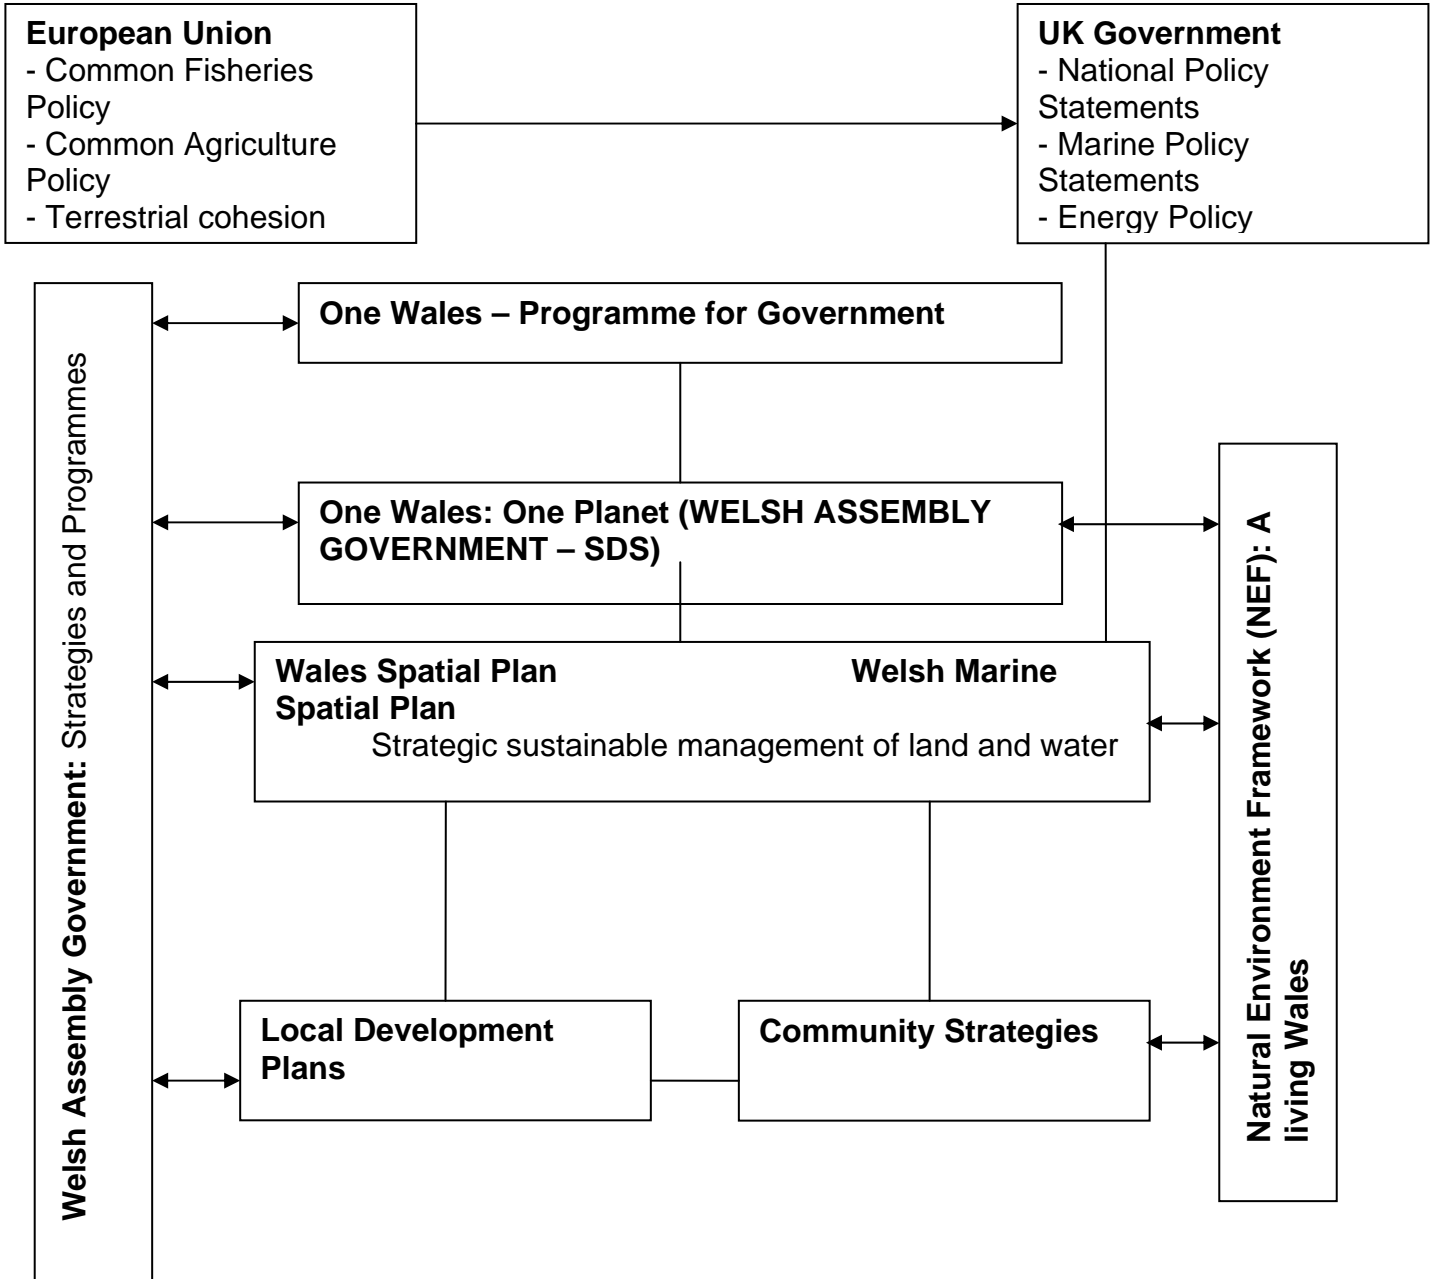 European Union
- Common Fisheries
Policy
- Common Agriculture
Policy
- Terrestrial cohesion
UK Government
- National Policy
Statements
- Marine Policy
Statements
- Energy Policy
Welsh Assembly Government: Strategies and Programmes
One Wales – Programme for Government
One Wales: One Planet (WELSH ASSEMBLY
GOVERNMENT – SDS)
Wales Spatial Plan Welsh Marine
Spatial Plan
Strategic sustainable management of land and water
Local Development
Plans
Community Strategies
Natural Environment Framework (NEF): A
living Wales